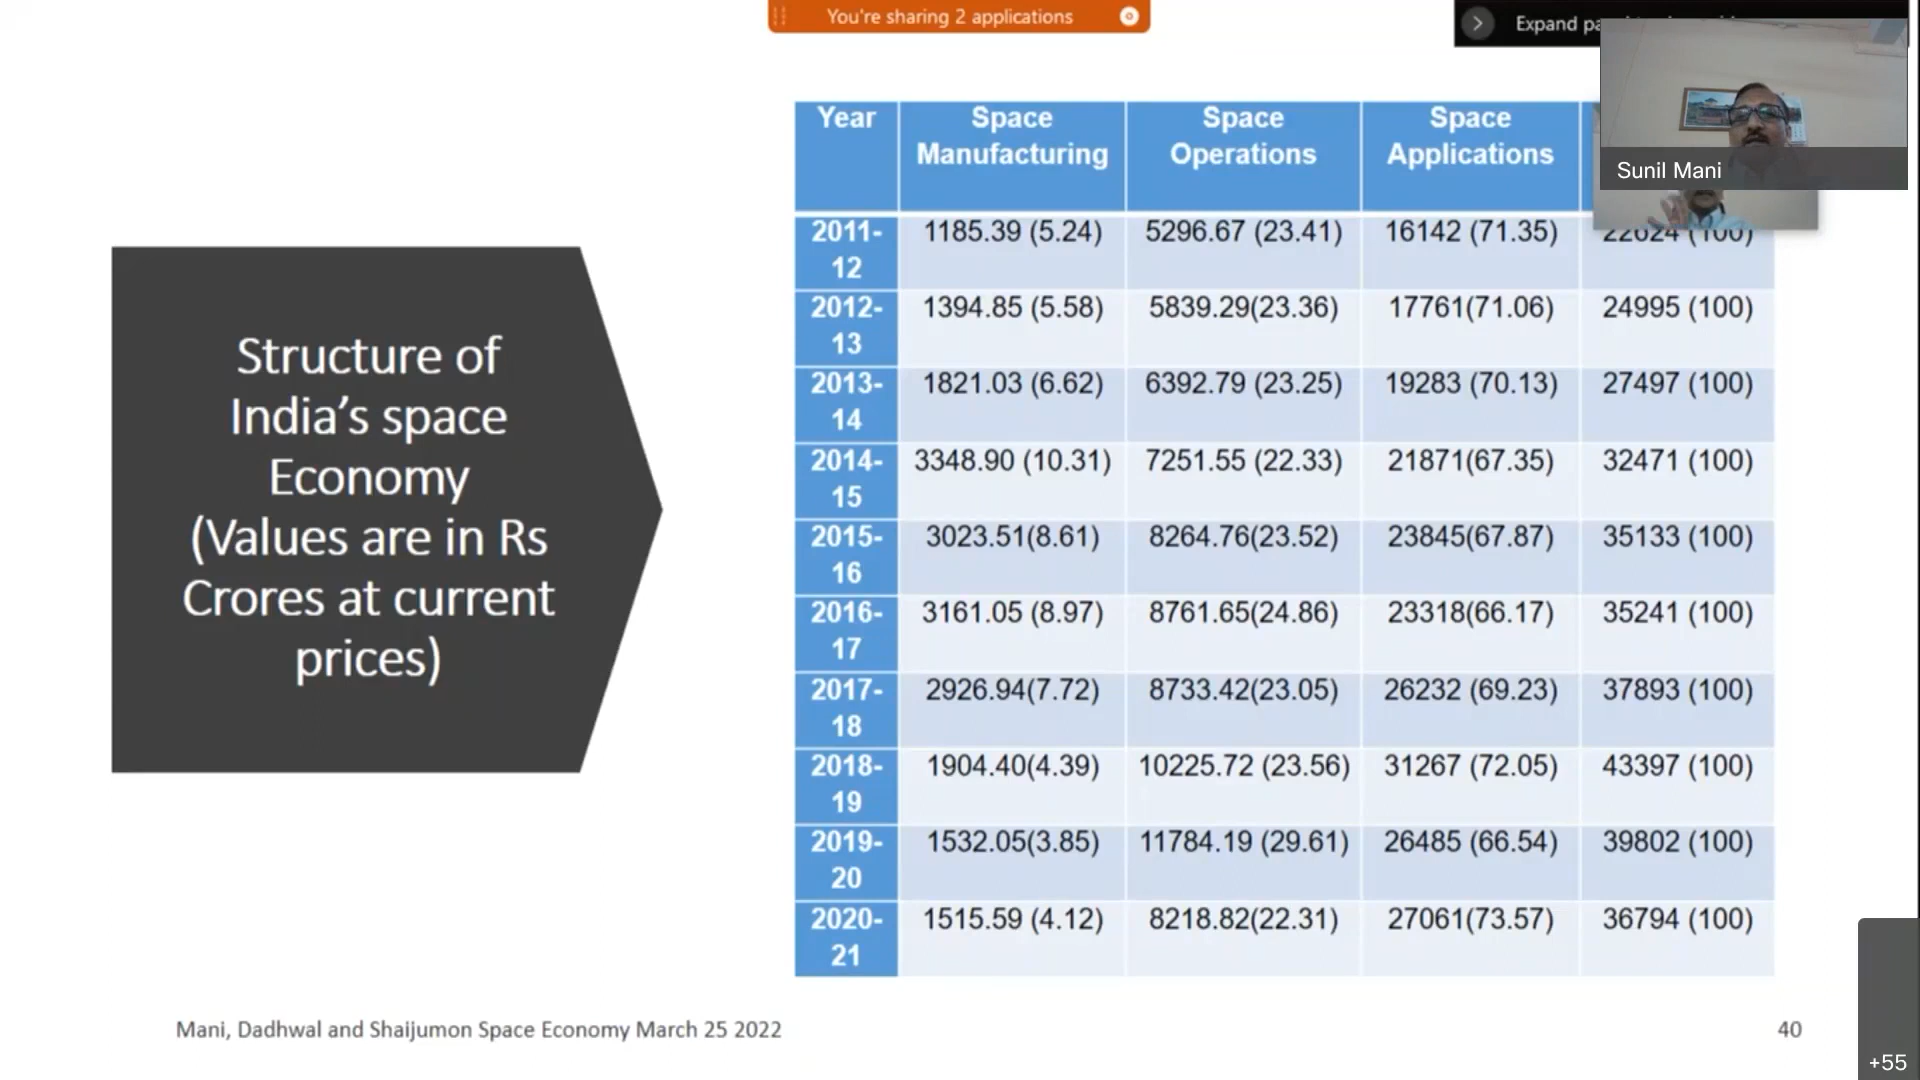 You're sharing 2 applications
Expand pa
Sunil Mani
Structure of
India’s space
Economy
(Values are in Rs
Crores at current
prices)
Year Space Manufacturing Space Operations Space Applications
2011-12 1185.39 (5.24) 5296.67 (23.41) 16142 (71.35) 22624 (100)
2012-13 1394.85 (5.58) 5839.29(23.36) 17761(71.06) 24995 (100)
2013-14 1821.03 (6.62) 6392.79 (23.25) 19283 (70.13) 27497 (100)
2014-15 3348.90 (10.31) 7251.55 (22.33) 21871(67.35) 32471 (100)
2015-16 3023.51(8.61) 8264.76(23.52) 23845(67.87) 35133 (100)
2016-17 3161.05 (8.97) 8761.65(24.86) 23318(66.17) 35241 (100)
2017-18 2926.94(7.72) 8733.42(23.05) 26232 (69.23) 37893 (100)
2018-19 1904.40(4.39) 10225.72 (23.56) 31267 (72.05) 43397 (100)
2019-20 1532.05(3.85) 11784.19 (29.61) 26485 (66.54) 39802 (100)
2020-21 1515.59 (4.12) 8218.82(22.31) 27061(73.57) 36794 (100)
Mani, Dadhwal and Shaijumon Space Economy March 25 2022
40
+55